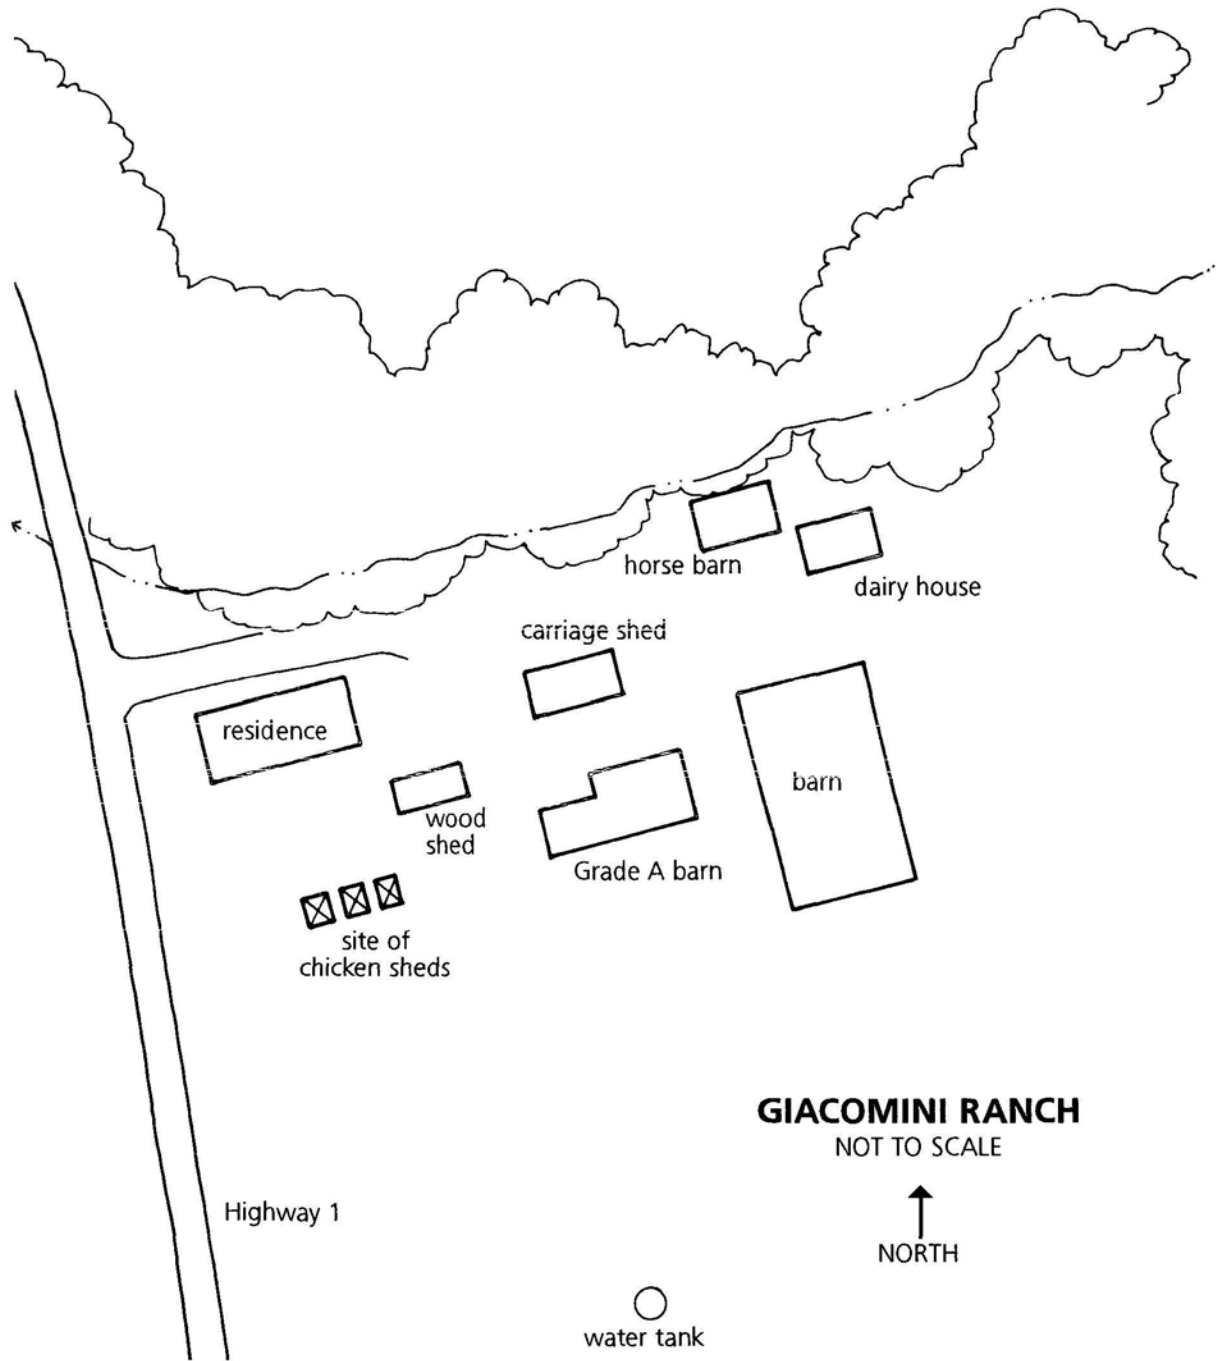 horse barn
dairy house
carriage shed
residence
barn
wood
shed
Grade A barn
site of
chicken sheds
GIACOMINI RANCH
NOT TO SCALE
Highway 1
NORTH
water tank